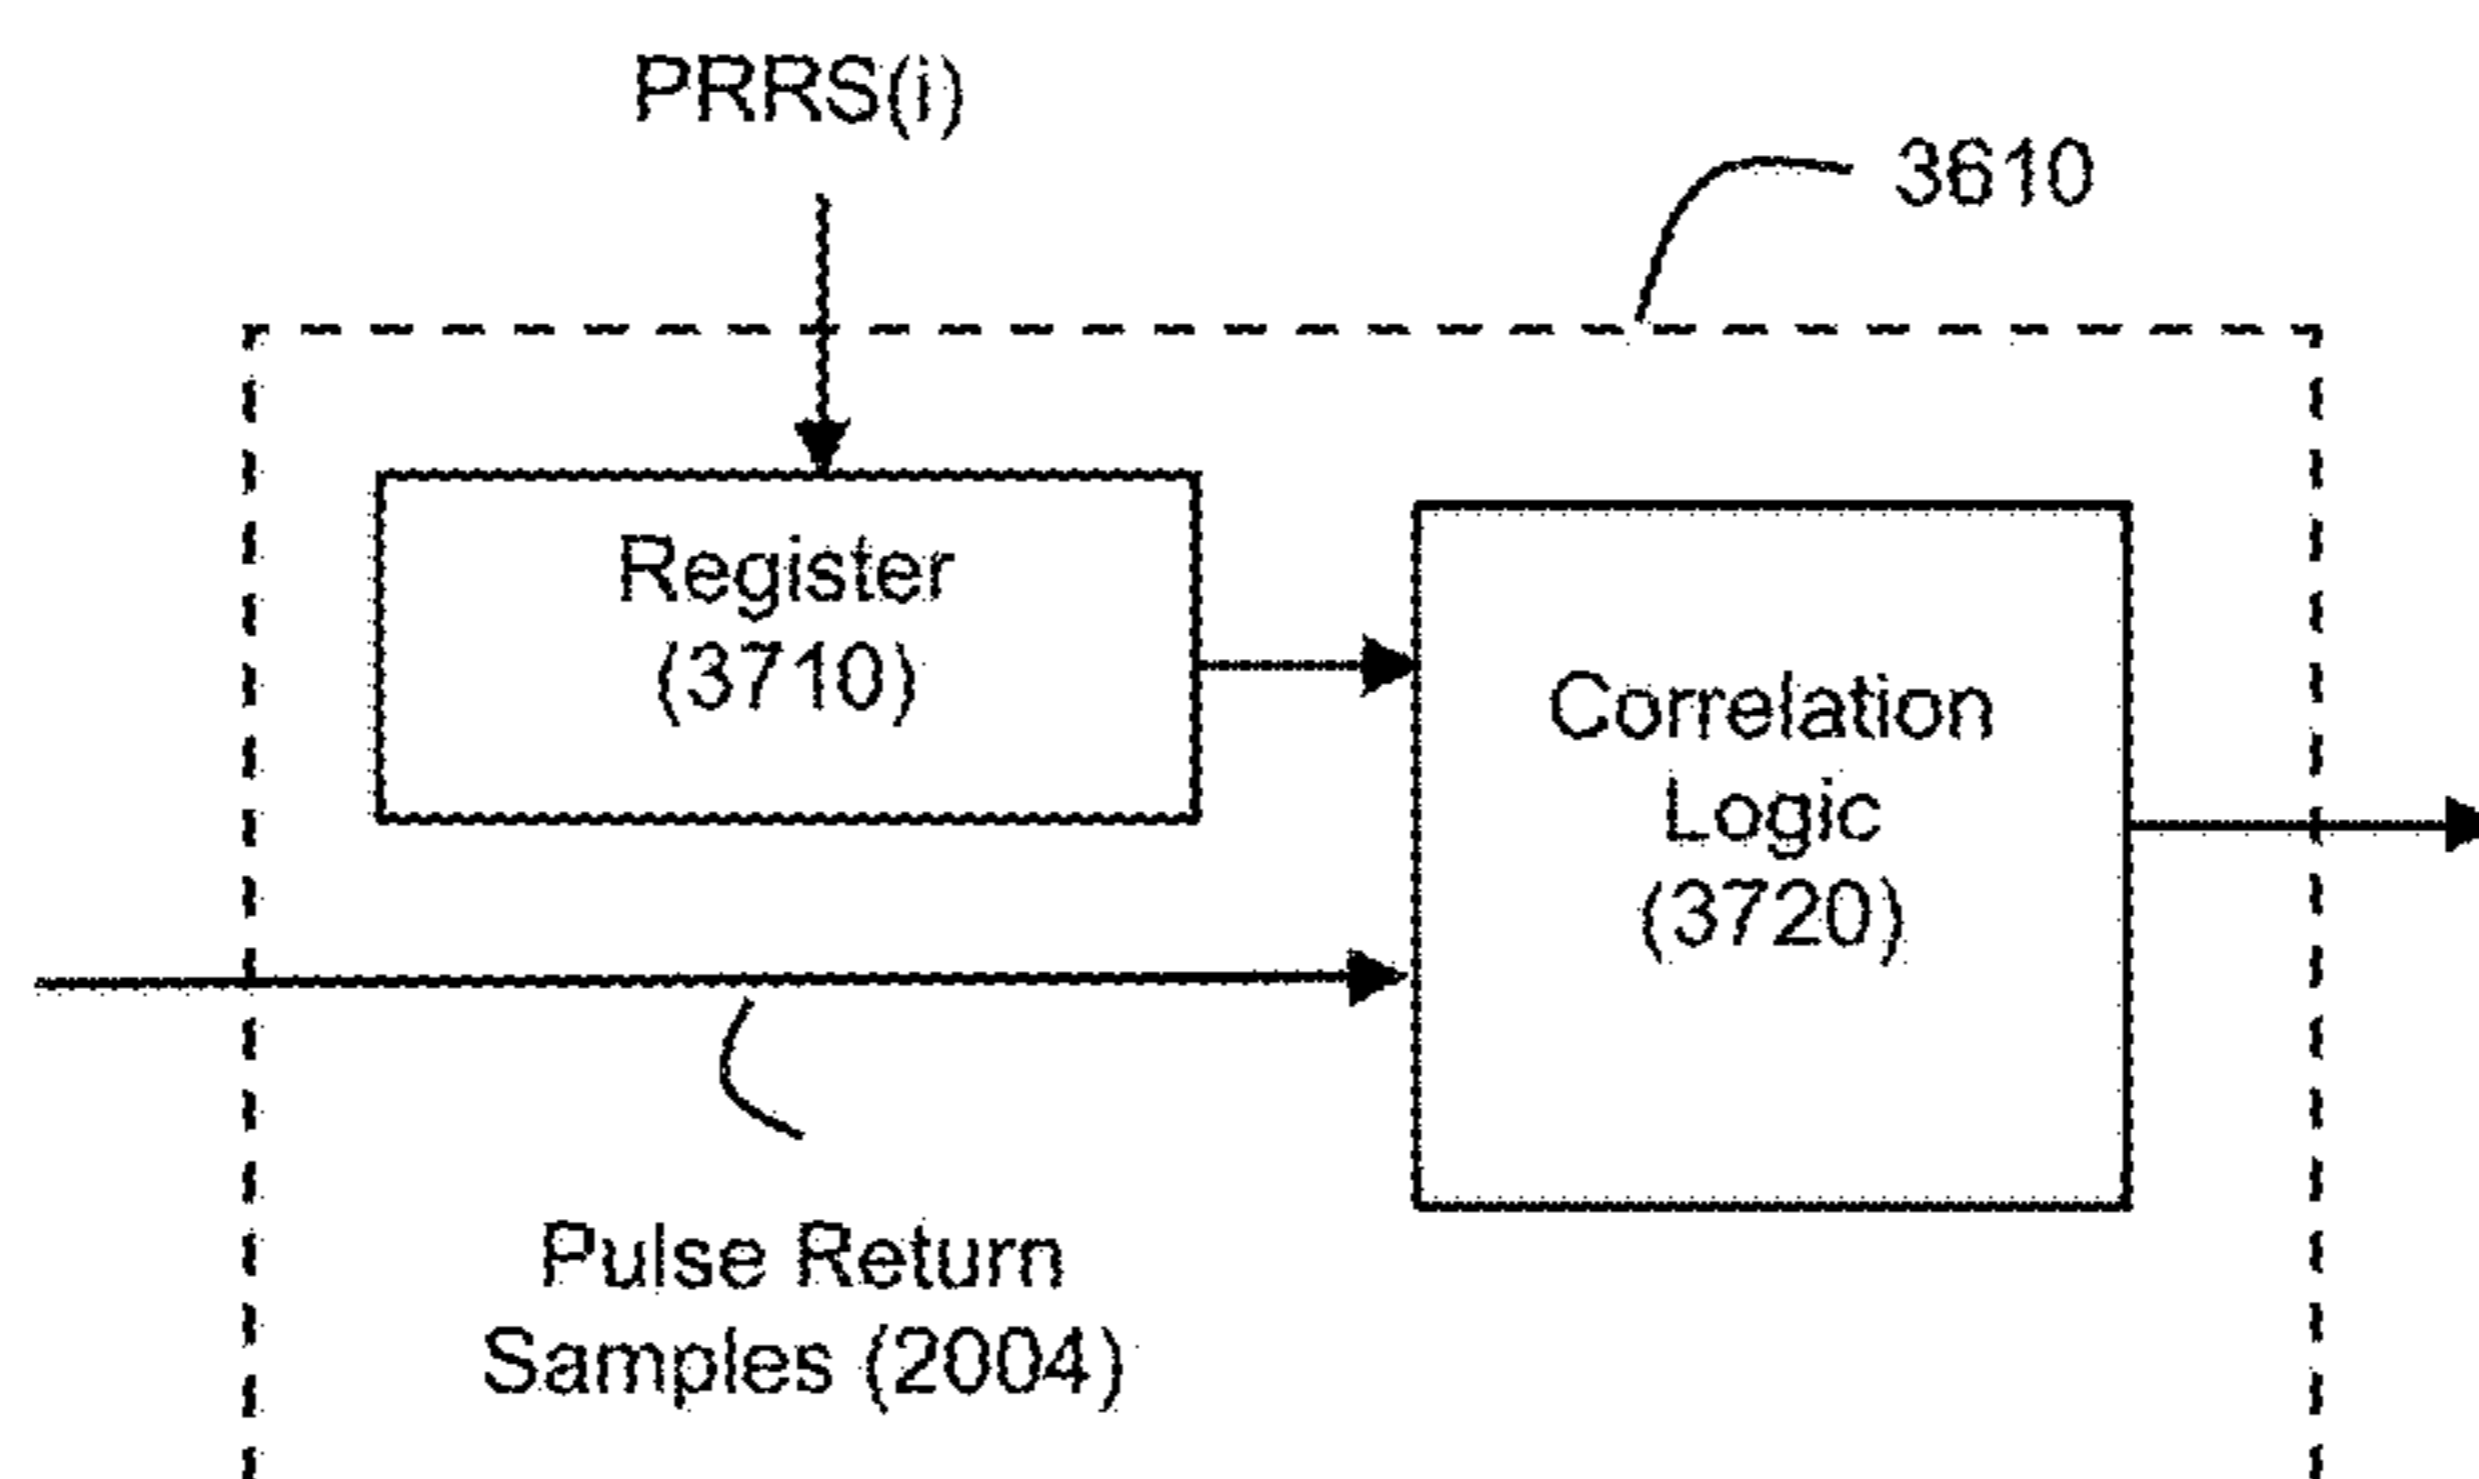 PRRS(i)
3610
Register
(3710)
Correlation
Logic
(3720)
Pulse Return
Samples (2004)